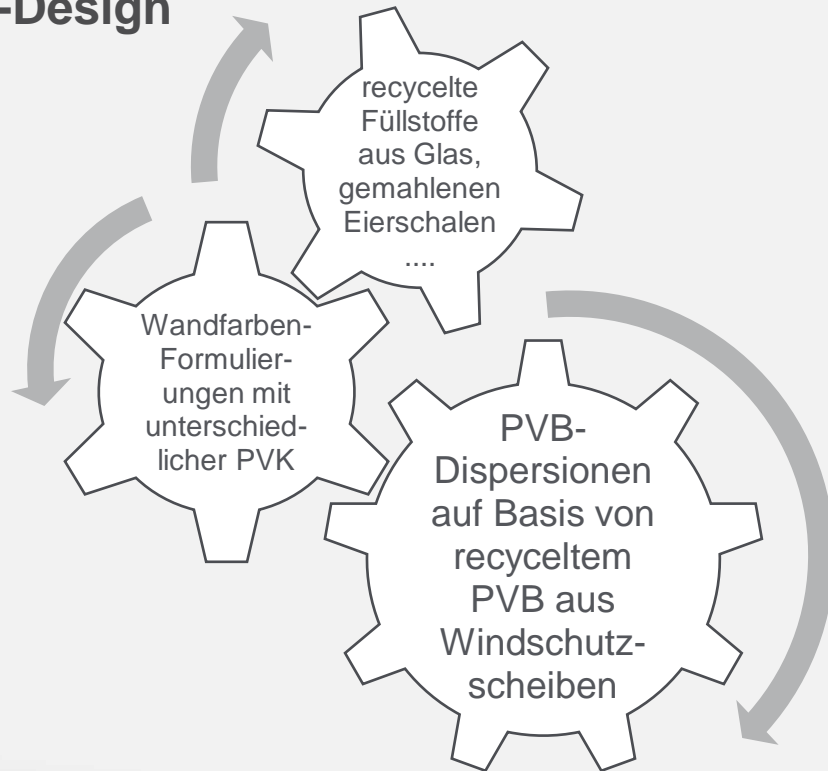 -Design
recycelte
Füllstoffe
aus Glas,
gemahlenen
Eierschalen
....
Wandfarben-
Formulier-
ungen mit
unterschied-
licher PVK
PVB-
Dispersionen
auf Basis von
recyceltem
PVB aus
Windschutz-
scheiben